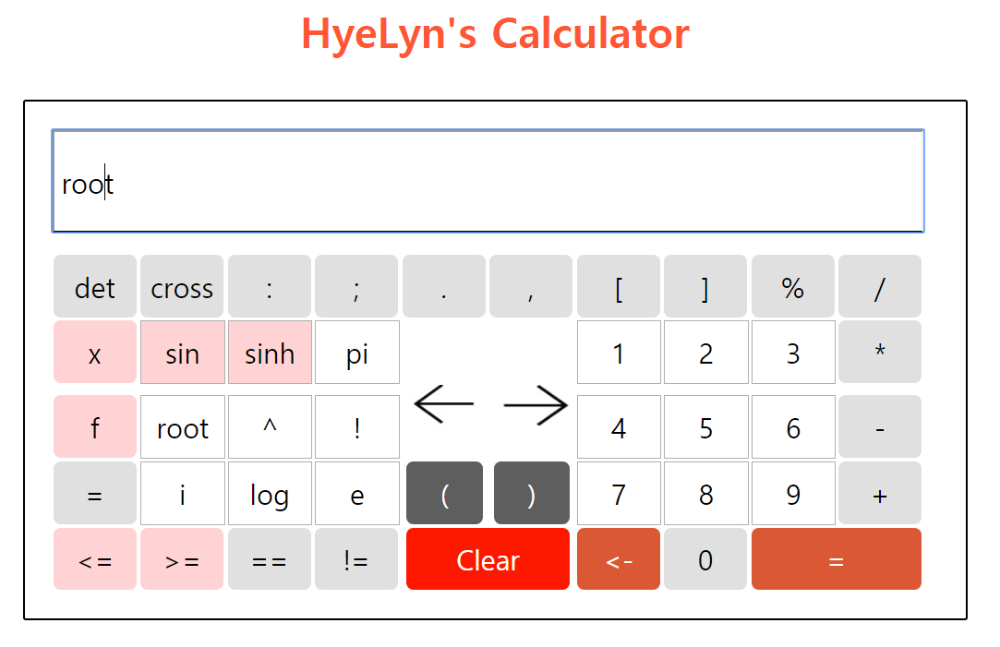 HyeLyn's Calculator
root
det cross : ; . , [ ] % /
x sin sinh pi 1 2 3 *
f root ^ ! 4 5 6 -
= i log e ( ) 7 8 9 +
<= >= == != Clear <- 0 =